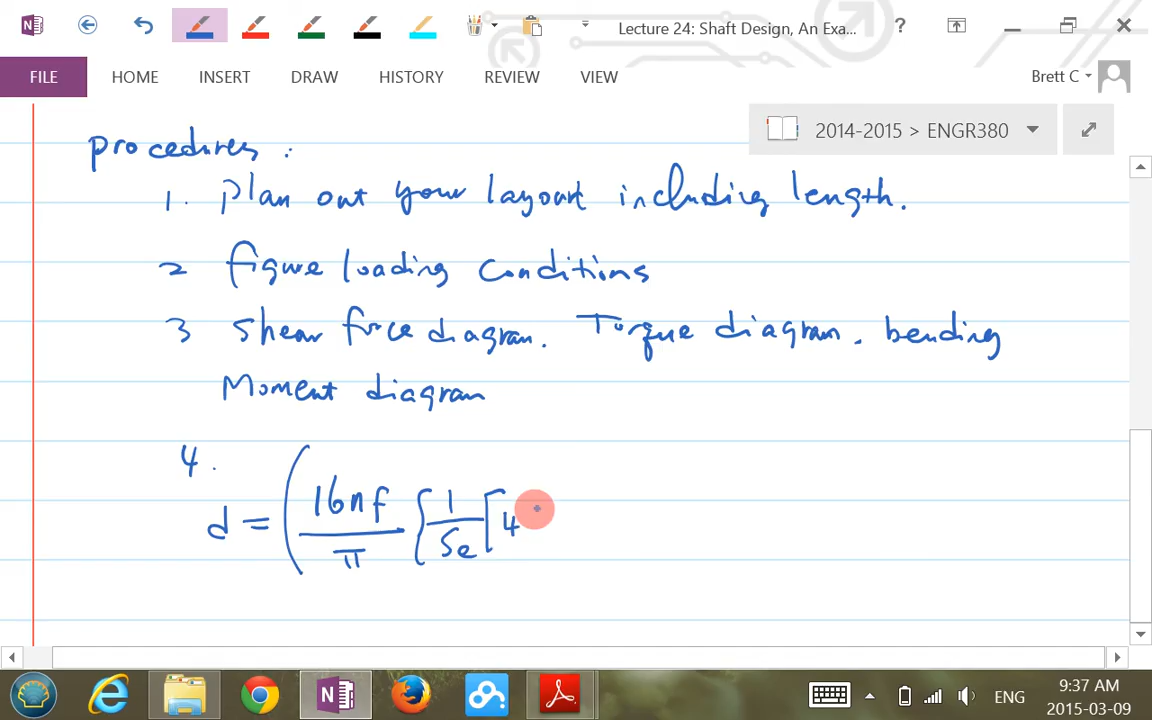 Lecture 24: Shaft Design, An Exa...
?
FILE HOME INSERT DRAW HISTORY REVIEW VIEW
Brett C
2014-2015 > ENGR380
procedures :
1. Plan out your layout including length.
2 figure loading conditions
3 shear force diagram. Torque diagram. bending
Moment diagram
4.
d = ( 16nf / π { 1 / Se [ 4
ENG
9:37 AM
2015-03-09